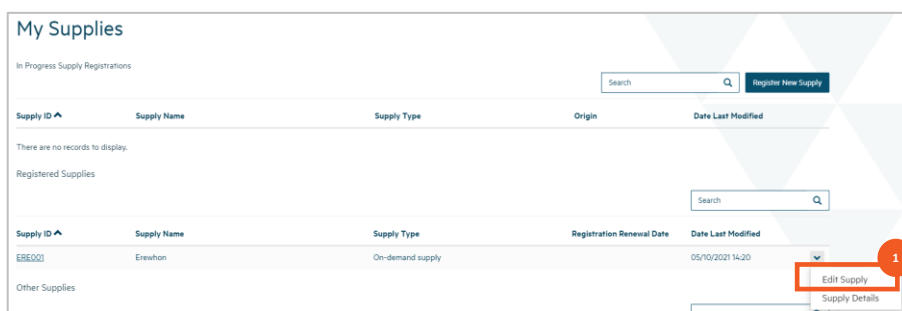 My Supplies
In Progress Supply Registrations
Search
Register New Supply
Supply ID Supply Name Supply Type Origin Date Last Modified
There are no records to display.
Registered Supplies
Search
Supply ID Supply Name Supply Type Registration Renewal Date Date Last Modified
ERE001 Erewhon On-demand supply 05/10/2021 14:20
1
Edit Supply
Other Supplies
Supply Details